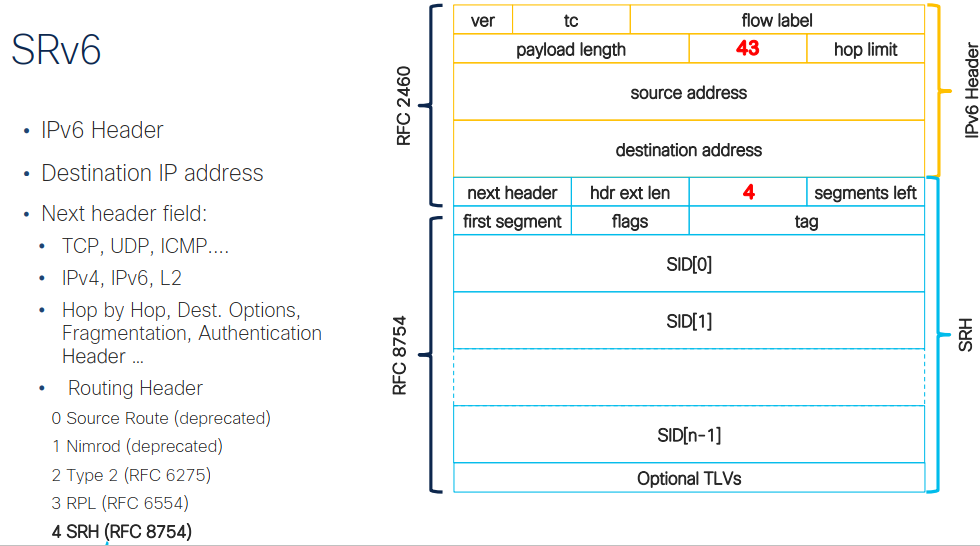 SRv6
• IPv6 Header
• Destination IP address
• Next header field:
• TCP, UDP, ICMP....
• IPv4, IPv6, L2
• Hop by Hop, Dest. Options,
Fragmentation, Authentication
Header ...
• Routing Header
0 Source Route (deprecated)
1 Nimrod (deprecated)
2 Type 2 (RFC 6275)
3 RPL (RFC 6554)
4 SRH (RFC 8754)
RFC 2460
RFC 8754
ver tc flow label
payload length 43 hop limit
source address
destination address
next header hdr ext len 4 segments left
first segment flags tag
SID[0]
SID[1]
SID[n-1]
Optional TLVs
IPv6 Header
SRH